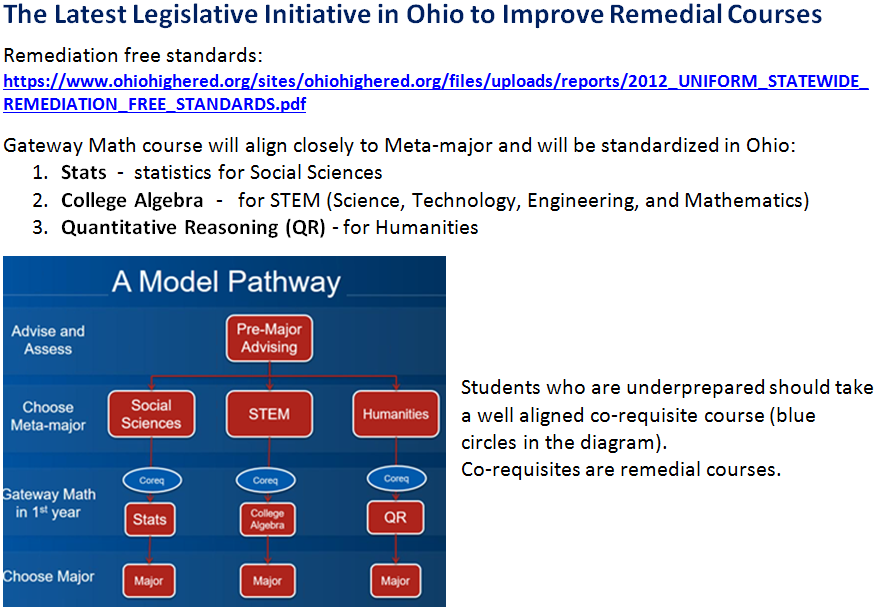 The Latest Legislative Initiative in Ohio to Improve Remedial Courses
Remediation free standards:
https://www.ohiohighered.org/sites/ohiohighered.org/files/uploads/reports/2012_UNIFORM_STATEWIDE_
REMEDIATION_FREE_STANDARDS.pdf
Gateway Math course will align closely to Meta-major and will be standardized in Ohio:
1. Stats - statistics for Social Sciences
2. College Algebra - for STEM (Science, Technology, Engineering, and Mathematics)
3. Quantitative Reasoning (QR) - for Humanities
A Model Pathway
Advise and
Assess
Pre-Major
Advising
Choose
Meta-major
Social
Sciences
STEM
Humanities
Gateway Math
in 1st year
Coreq
Coreq
Coreq
Stats
College
Algebra
QR
Choose Major
Major
Major
Major
Students who are underprepared should take
a well aligned co-requisite course (blue
circles in the diagram).
Co-requisites are remedial courses.